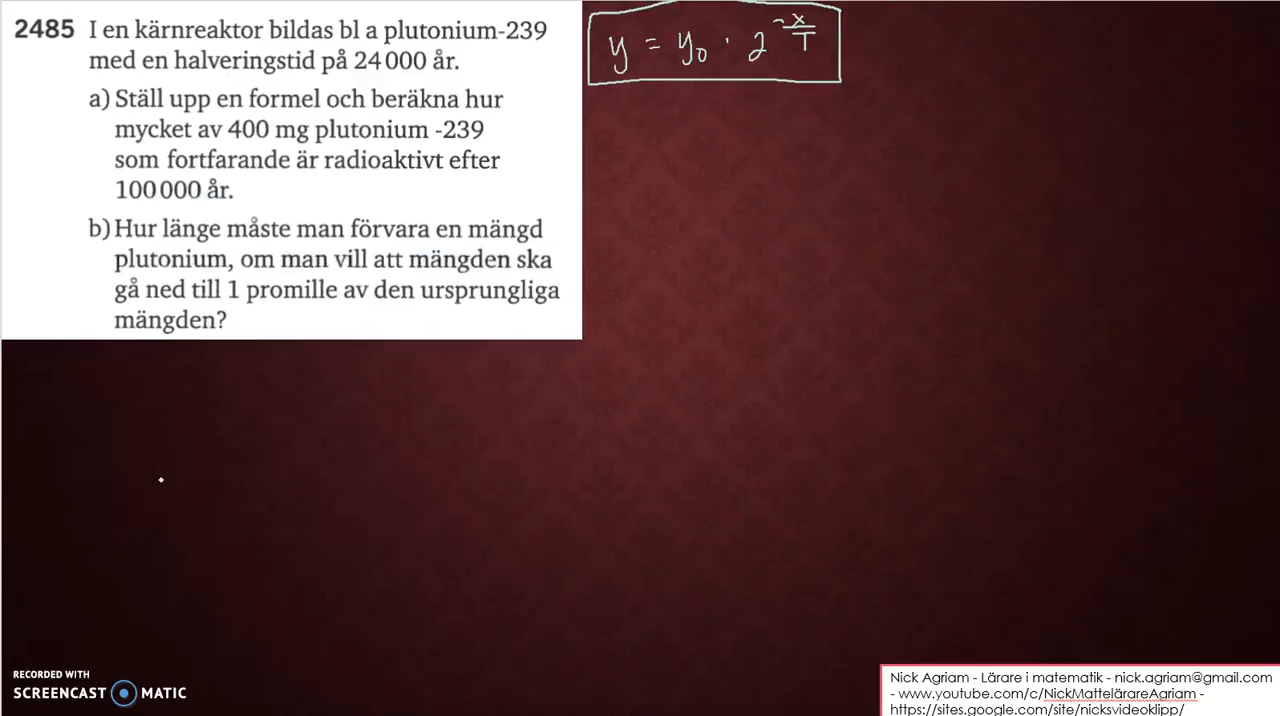 2485 I en kärnreaktor bildas bl a plutonium-239
med en halveringstid på 24 000 år.
a) Ställ upp en formel och beräkna hur
mycket av 400 mg plutonium -239
som fortfarande är radioaktivt efter
100 000 år.
b) Hur länge måste man förvara en mängd
plutonium, om man vill att mängden ska
gå ned till 1 promille av den ursprungliga
mängden?
y = y₀ · 2^(-x/T)
RECORDED WITH
SCREENCAST MATIC
Nick Agriam - Lärare i matematik - nick.agriam@gmail.com
- www.youtube.com/c/NickMattelärareAgriam -
https://sites.google.com/site/nicksvideoklipp/